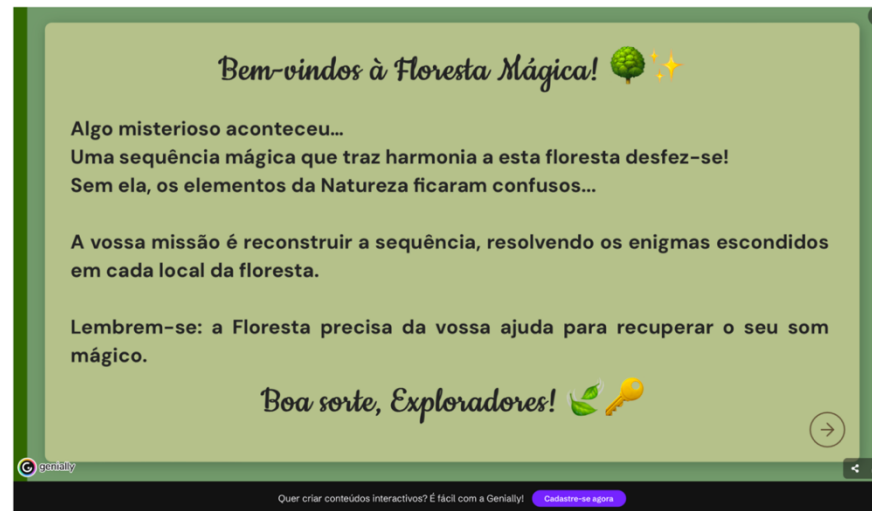 Bem-vindos à Floresta Mágica! 🌳✨
Algo misterioso aconteceu...
Uma sequência mágica que traz harmonia a esta floresta desfez-se!
Sem ela, os elementos da Natureza ficaram confusos...
A vossa missão é reconstruir a sequência, resolvendo os enigmas escondidos
em cada local da floresta.
Lembrem-se: a Floresta precisa da vossa ajuda para recuperar o seu som
mágico.
Boa sorte, Exploradores! 🌿🔑
genially
Quer criar conteúdos interactivos? É fácil com a Genially! Cadastre-se agora